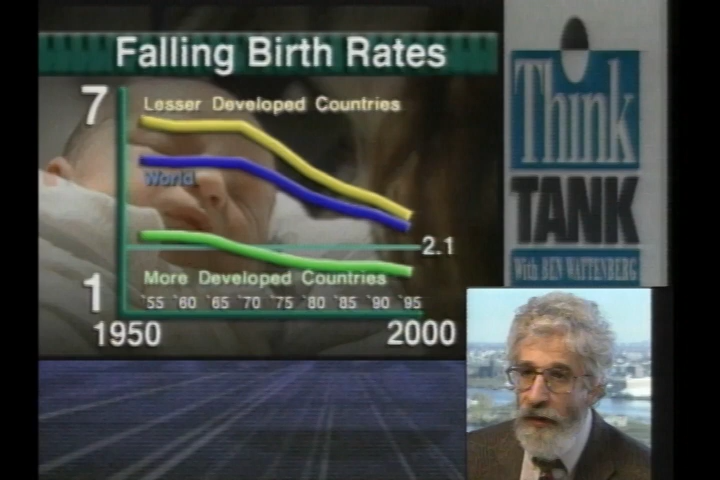 Falling Birth Rates
7
Lesser Developed Countries
World
2.1
More Developed Countries
1
`55 `60 `65 `70 `75 `80 `85 `90 `95
1950 2000
Think
TANK
With BEN WATTENBERG